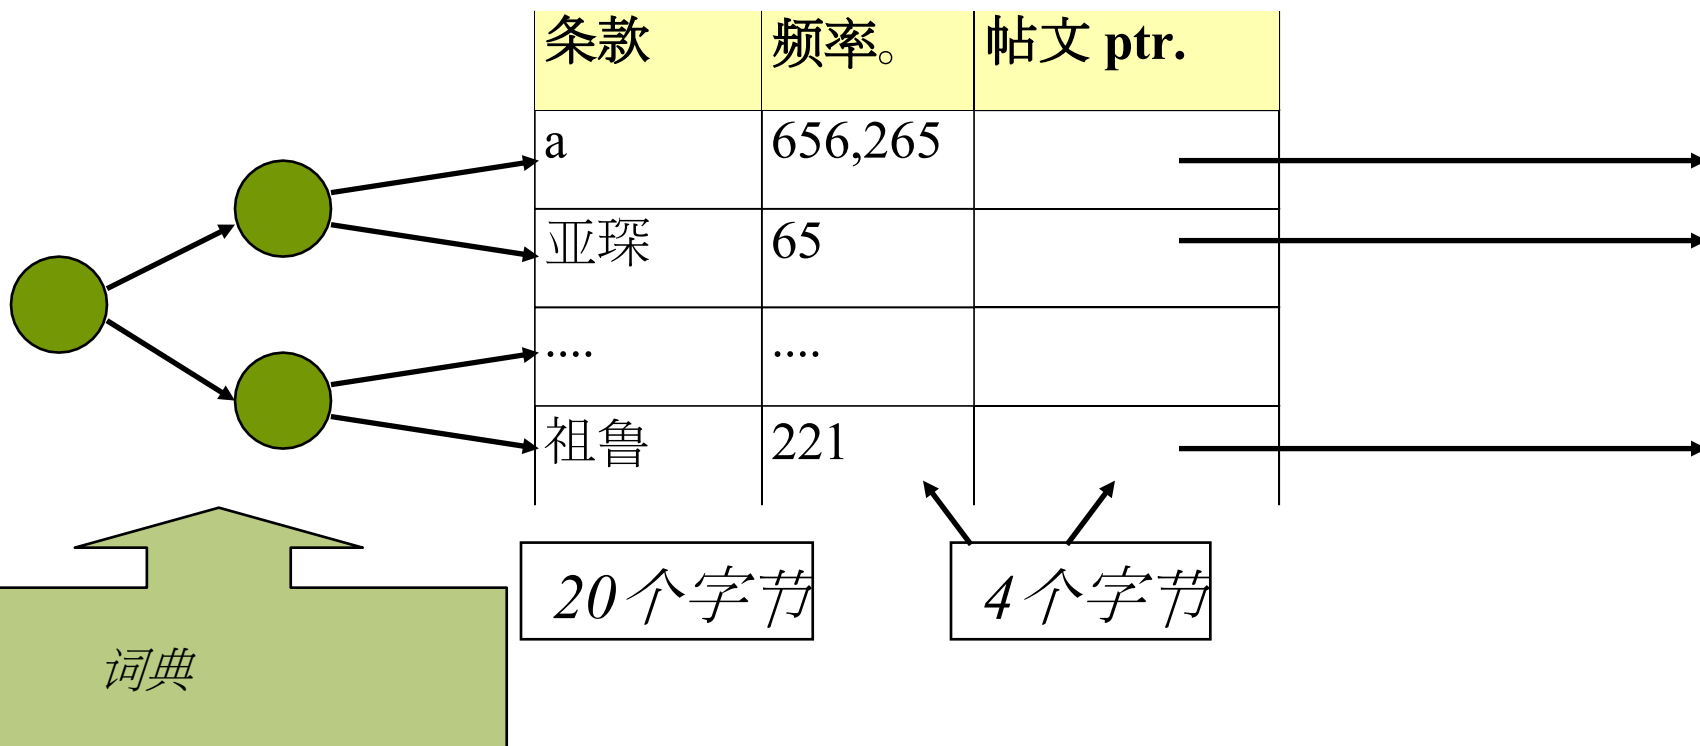 条款 频率。 帖文 ptr.
a 656,265
亚琛 65
.... ....
祖鲁 221
20个字节 4个字节
词典